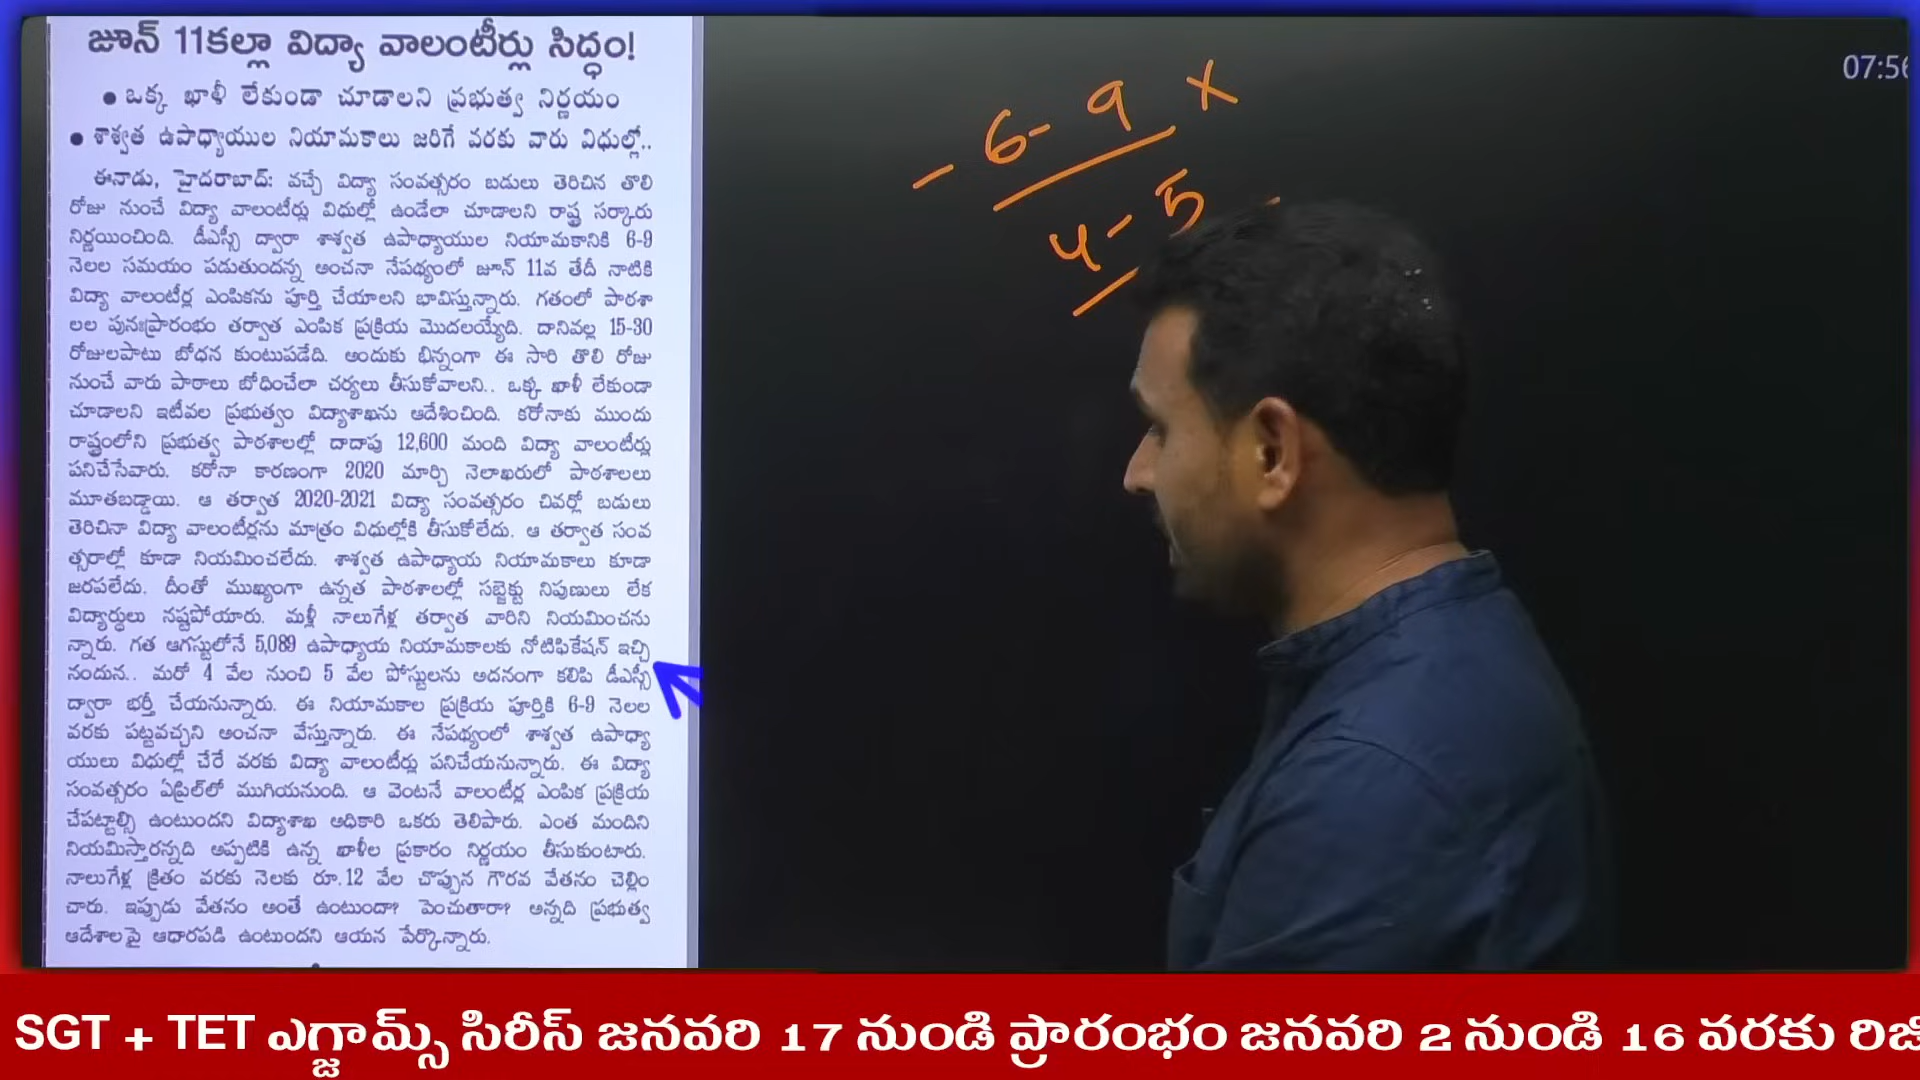 జూన్ 11కల్లా విద్యా వాలంటీర్లు సిద్ధం!
● ఒక్క ఖాళీ లేకుండా చూడాలని ప్రభుత్వ నిర్ణయం
● శాశ్వత ఉపాధ్యాయుల నియామకాలు జరిగే వరకు వారు విధుల్లో..
ఈనాడు, హైదరాబాద్: వచ్చే విద్యా సంవత్సరం బడులు తెరిచిన తొలి
రోజు నుంచే విద్యా వాలంటీర్లు విధుల్లో ఉండేలా చూడాలని రాష్ట్ర సర్కారు
నిర్ణయించింది. డీఎస్సీ ద్వారా శాశ్వత ఉపాధ్యాయుల నియామకానికి 6-9
నెలల సమయం పడుతుందన్న అంచనా నేపథ్యంలో జూన్ 11వ తేదీ నాటికి
విద్యా వాలంటీర్ల ఎంపికను పూర్తి చేయాలని భావిస్తున్నారు. గతంలో పాఠశా
లల పునఃప్రారంభం తర్వాత ఎంపిక ప్రక్రియ మొదలయ్యేది. దానివల్ల 15-30
రోజులపాటు బోధన కుంటుపడేది. అందుకు భిన్నంగా ఈ సారి తొలి రోజు
నుంచే వారు పాఠాలు బోధించేలా చర్యలు తీసుకోవాలని.. ఒక్క ఖాళీ లేకుండా
చూడాలని ఇటీవల ప్రభుత్వం విద్యాశాఖను ఆదేశించింది. కరోనాకు ముందు
రాష్ట్రంలోని ప్రభుత్వ పాఠశాలల్లో దాదాపు 12,600 మంది విద్యా వాలంటీర్లు
పనిచేసేవారు. కరోనా కారణంగా 2020 మార్చి నెలాఖరులో పాఠశాలలు
మూతబడ్డాయి. ఆ తర్వాత 2020-2021 విద్యా సంవత్సరం చివర్లో బడులు
తెరిచినా విద్యా వాలంటీర్లను మాత్రం విధుల్లోకి తీసుకోలేదు. ఆ తర్వాత సంవ
త్సరాల్లో కూడా నియమించలేదు. శాశ్వత ఉపాధ్యాయ నియామకాలు కూడా
జరపలేదు. దీంతో ముఖ్యంగా ఉన్నత పాఠశాలల్లో సబ్జెక్టు నిపుణులు లేక
విద్యార్థులు నష్టపోయారు. మళ్లీ నాలుగేళ్ల తర్వాత వారిని నియమించను
న్నారు. గత ఆగస్టులోనే 5,089 ఉపాధ్యాయ నియామకాలకు నోటిఫికేషన్ ఇచ్చి
నందున.. మరో 4 వేల నుంచి 5 వేల పోస్టులను అదనంగా కలిపి డీఎస్సీ
ద్వారా భర్తీ చేయనున్నారు. ఈ నియామకాల ప్రక్రియ పూర్తికి 6-9 నెలల
వరకు పట్టవచ్చని అంచనా వేస్తున్నారు. ఈ నేపథ్యంలో శాశ్వత ఉపాధ్యా
యులు విధుల్లో చేరే వరకు విద్యా వాలంటీర్లు పనిచేయనున్నారు. ఈ విద్యా
సంవత్సరం ఏప్రిల్‌లో ముగియనుంది. ఆ వెంటనే వాలంటీర్ల ఎంపిక ప్రక్రియ
చేపట్టాల్సి ఉంటుందని విద్యాశాఖ అధికారి ఒకరు తెలిపారు. ఎంత మందిని
నియమిస్తారన్నది అప్పటికి ఉన్న ఖాళీల ప్రకారం నిర్ణయం తీసుకుంటారు.
నాలుగేళ్ల క్రితం వరకు నెలకు రూ.12 వేల చొప్పున గౌరవ వేతనం చెల్లిం
చారు. ఇప్పుడు వేతనం అంతే ఉంటుందా? పెంచుతారా? అన్నది ప్రభుత్వ
ఆదేశాలపై ఆధారపడి ఉంటుందని ఆయన పేర్కొన్నారు.
- 6-9 X
4-5 -
07:56
SGT + TET ఎగ్జామ్స్ సిరీస్ జనవరి 17 నుండి ప్రారంభం జనవరి 2 నుండి 16 వరకు రిజి